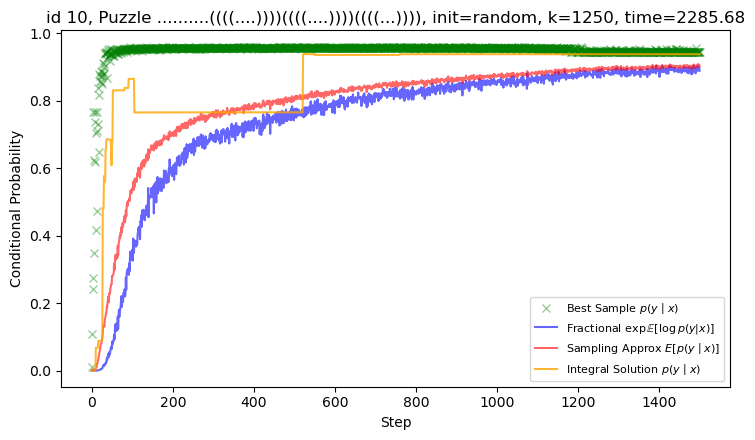 id 10, Puzzle ..........((((....))))((((....))))((((...)))), init=random, k=1250, time=2285.68
1.0
0.8
0.6
0.4
0.2
0.0
Conditional Probability
0
200
400
600
800
1000
1200
1400
Step
Best Sample p(y | x)
Fractional exp𝔼[log p(y|x)]
Sampling Approx E[p(y | x)]
Integral Solution p(y | x)